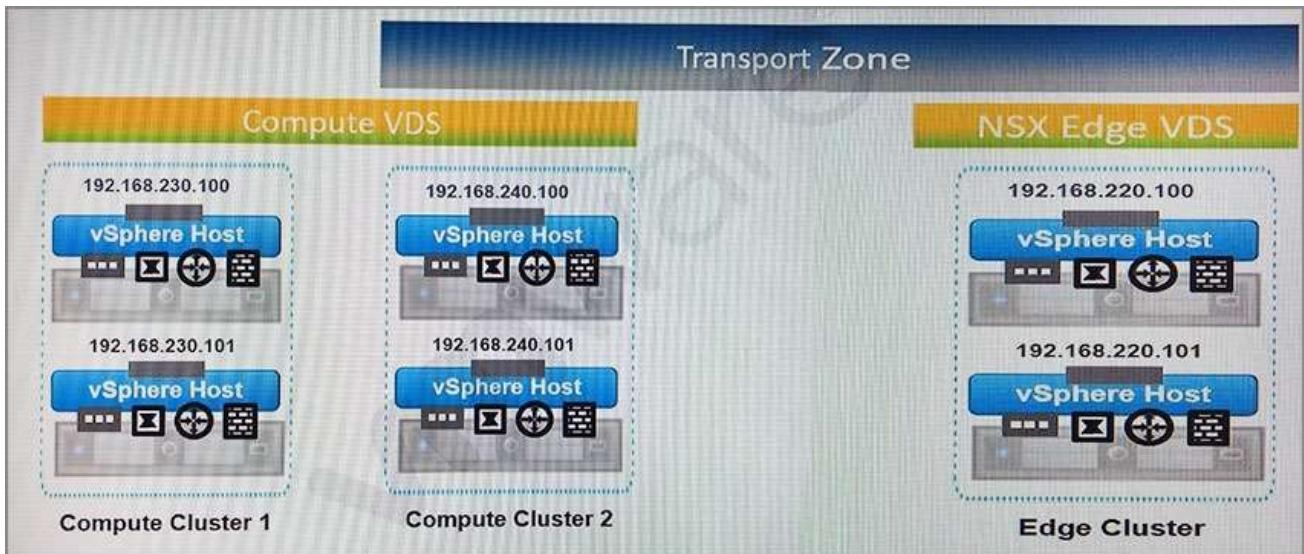 Transport Zone
Compute VDS
NSX Edge VDS
192.168.230.100
192.168.240.100
192.168.220.100
vSphere Host
vSphere Host
vSphere Host
192.168.230.101
192.168.240.101
192.168.220.101
vSphere Host
vSphere Host
vSphere Host
Compute Cluster 1
Compute Cluster 2
Edge Cluster